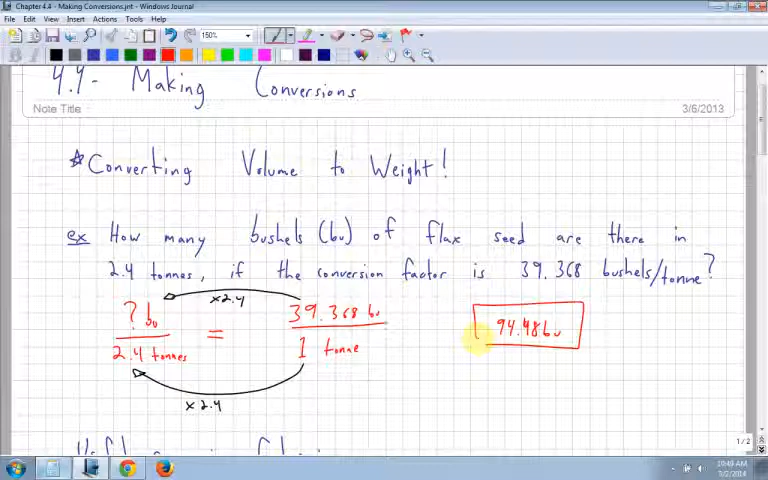 Chapter 4.4 - Making Conversions.jnt - Windows Journal
File Edit View Insert Actions Tools Help
150%
4.4 - Making Conversions
Note Title
3/6/2013
*Converting Volume to Weight!
ex How many bushels (bu) of flax seed are there in
2.4 tonnes, if the conversion factor is 39.368 bushels/tonne?
x2.4
? bu = 39.368 bu
2.4 tonnes 1 tonne
94.48 bu
x2.4
1 / 2
10:49 AM
3/2/2014